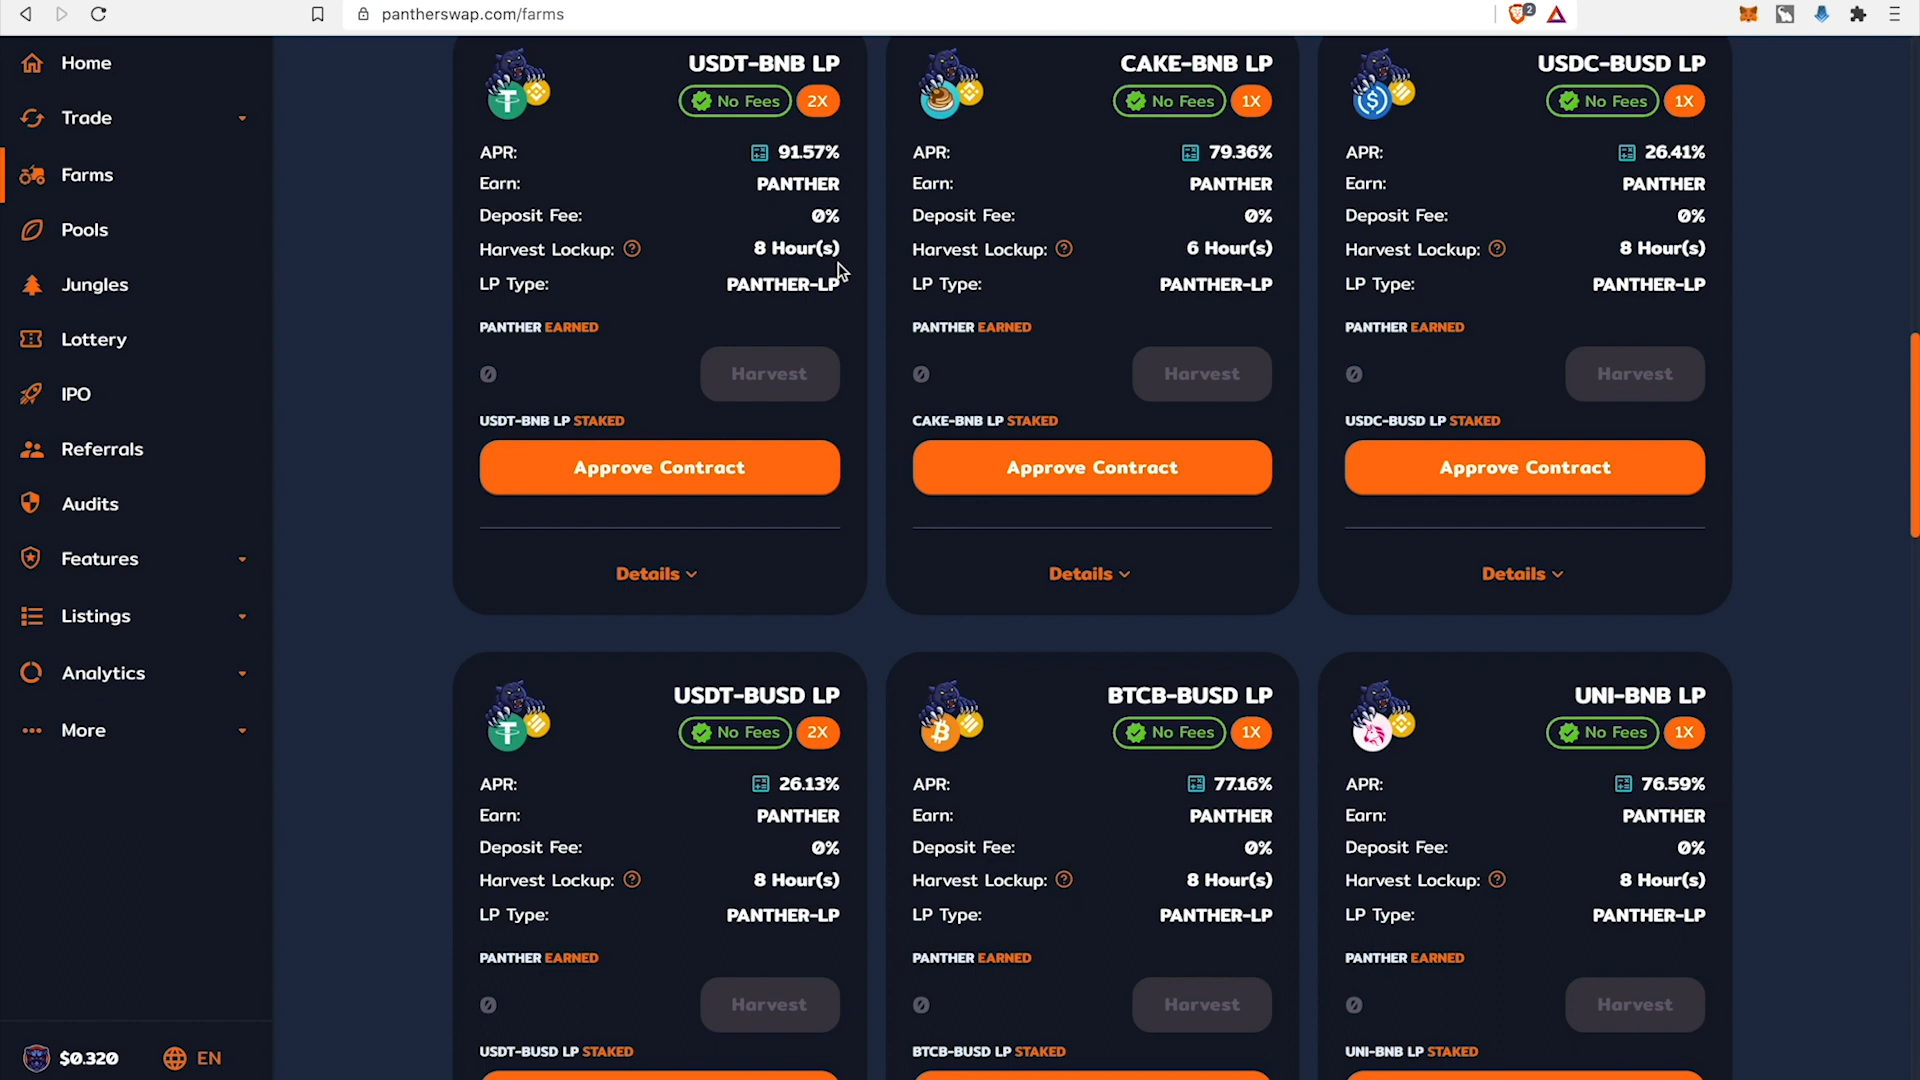 pantherswap.com/farms
2
Home
Trade
Farms
Pools
Jungles
Lottery
IPO
Referrals
Audits
Features
Listings
Analytics
More
$0.320
EN
USDT-BNB LP
No Fees 2X
APR: 91.57%
Earn: PANTHER
Deposit Fee: 0%
Harvest Lockup: ? 8 Hour(s)
LP Type: PANTHER-LP
PANTHER EARNED
0 Harvest
USDT-BNB LP STAKED
Approve Contract
Details
CAKE-BNB LP
No Fees 1X
APR: 79.36%
Earn: PANTHER
Deposit Fee: 0%
Harvest Lockup: ? 6 Hour(s)
LP Type: PANTHER-LP
PANTHER EARNED
0 Harvest
CAKE-BNB LP STAKED
Approve Contract
Details
USDC-BUSD LP
No Fees 1X
APR: 26.41%
Earn: PANTHER
Deposit Fee: 0%
Harvest Lockup: ? 8 Hour(s)
LP Type: PANTHER-LP
PANTHER EARNED
0 Harvest
USDC-BUSD LP STAKED
Approve Contract
Details
USDT-BUSD LP
No Fees 2X
APR: 26.13%
Earn: PANTHER
Deposit Fee: 0%
Harvest Lockup: ? 8 Hour(s)
LP Type: PANTHER-LP
PANTHER EARNED
0 Harvest
USDT-BUSD LP STAKED
BTCB-BUSD LP
No Fees 1X
APR: 77.16%
Earn: PANTHER
Deposit Fee: 0%
Harvest Lockup: ? 8 Hour(s)
LP Type: PANTHER-LP
PANTHER EARNED
0 Harvest
BTCB-BUSD LP STAKED
UNI-BNB LP
No Fees 1X
APR: 76.59%
Earn: PANTHER
Deposit Fee: 0%
Harvest Lockup: ? 8 Hour(s)
LP Type: PANTHER-LP
PANTHER EARNED
0 Harvest
UNI-BNB LP STAKED